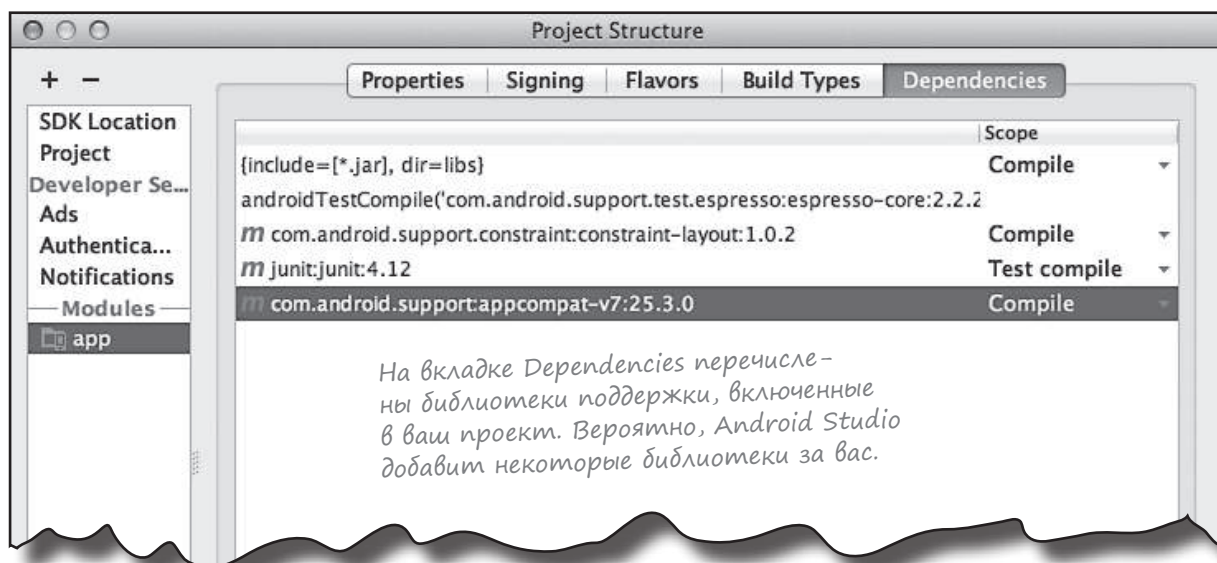 Project Structure
+ −
Properties Signing Flavors Build Types Dependencies
SDK Location
Project
Developer Se...
Ads
Authentica...
Notifications
Modules
app
Scope
{include=[*.jar], dir=libs} Compile
androidTestCompile('com.android.support.test.espresso:espresso-core:2.2.2
m com.android.support.constraint:constraint-layout:1.0.2 Compile
m junit:junit:4.12 Test compile
m com.android.support:appcompat-v7:25.3.0 Compile
На вкладке Dependencies перечисле-
ны библиотеки поддержки, включенные
в ваш проект. Вероятно, Android Studio
добавит некоторые библиотеки за вас.